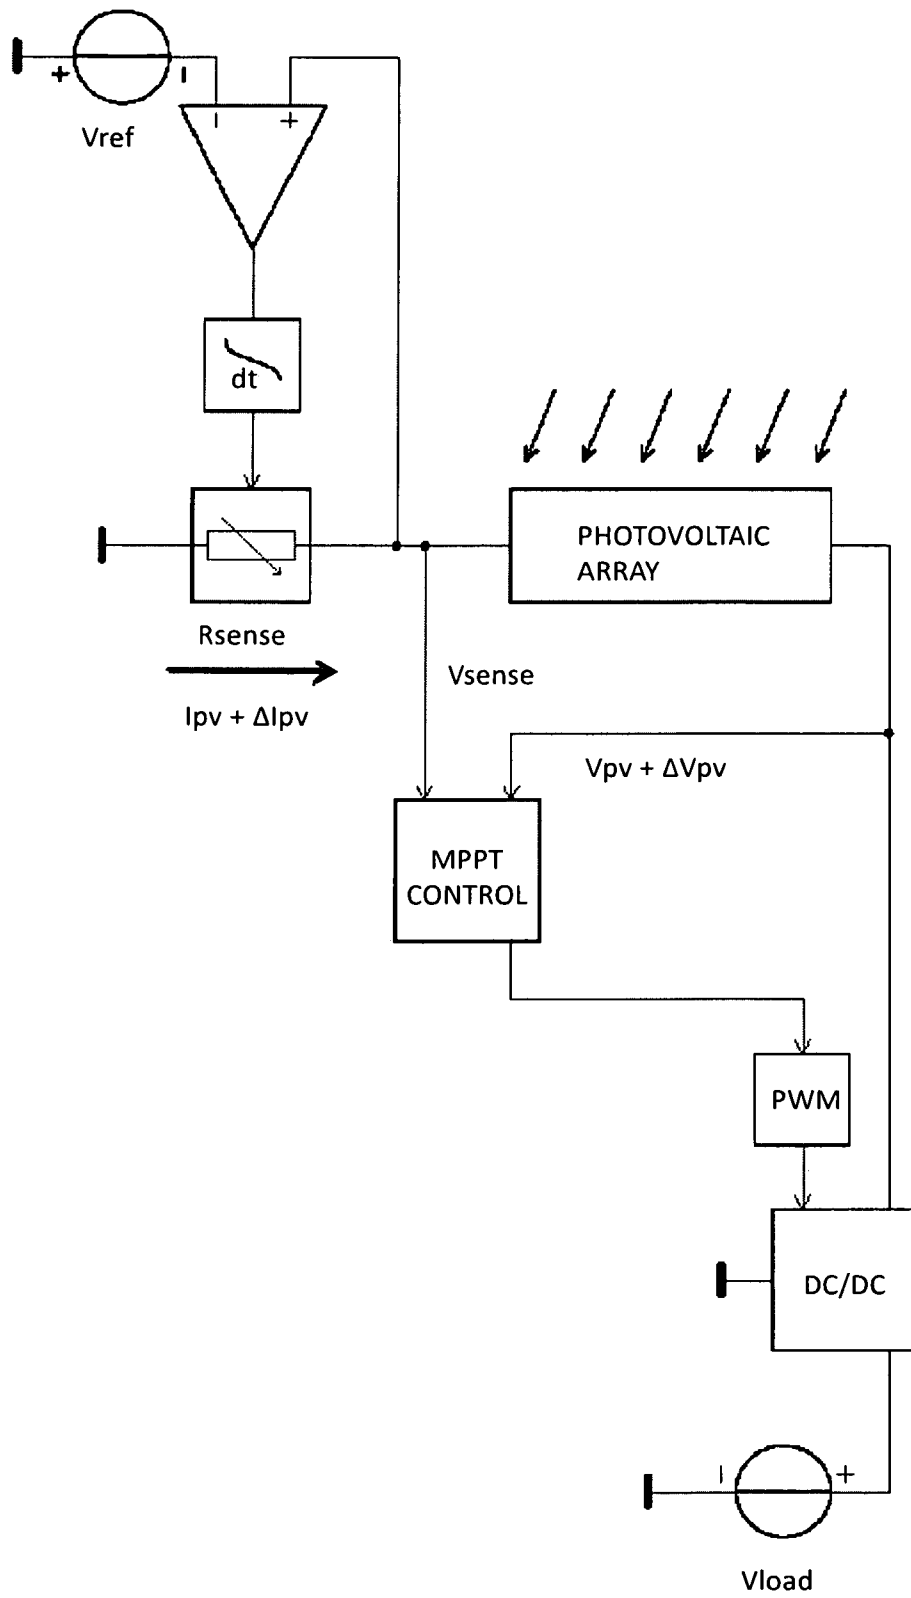 + −
Vref
− +
dt
PHOTOVOLTAIC
ARRAY
Rsense
Vsense
Ipv + ΔIpv
Vpv + ΔVpv
MPPT
CONTROL
PWM
DC/DC
− +
Vload